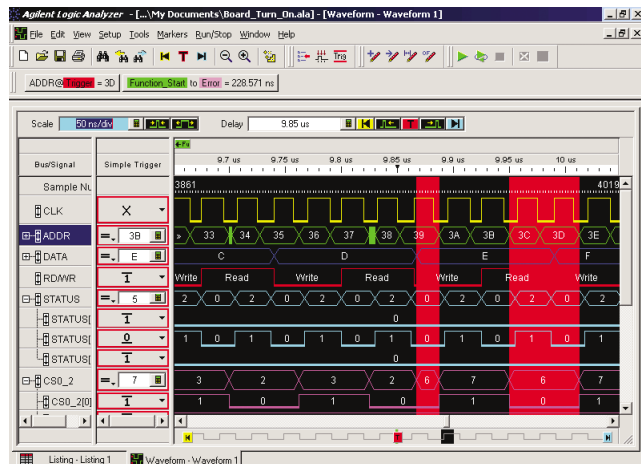 Agilent Logic Analyzer - [...\My Documents\Board_Turn_On.ala] - [Waveform - Waveform 1]
File Edit View Setup Tools Markers Run/Stop Window Help
ADDR@ Trigger = 3D Function_Start to Error = 228.571 ns
Scale 50 ns/div Delay 9.85 us
Bus/Signal Simple Trigger 9.7 us 9.75 us 9.8 us 9.85 us 9.9 us 9.95 us 10 us
Sample Nu 3861 4019
CLK X
ADDR = 3B 33 34 35 36 37 38 39 3A 3B 3C 3D 3E
DATA = E C D E F
RD/WR 1 Write Read Write Read Write Read Write
STATUS = 5 2 0 2 0 2 0 2 0 2 0 2
STATUS[ 1 0
STATUS[ 0 1 0 1 0 1 0 1 0 1 0 1
STATUS[ 1 0
CS0_2 = 7 3 2 3 2 6 7 6 7
CS0_2[0] 1 1 0 1 0 1 0 1
Listing - Listing 1 Waveform - Waveform 1